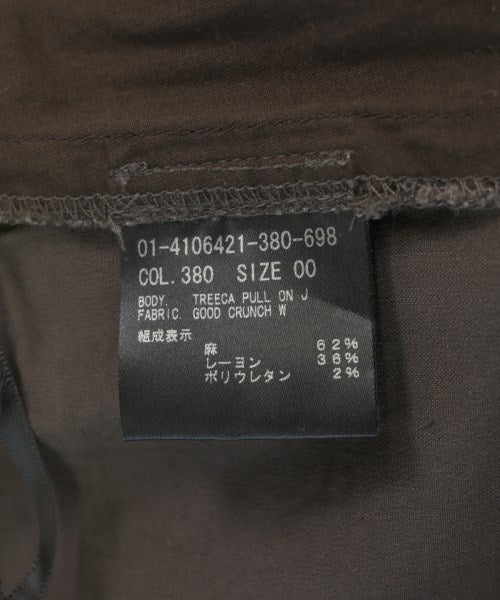 01-4106421-380-698
COL.380 SIZE 00
BODY. TREECA PULL ON J
FABRIC. GOOD CRUNCH W
組成表示
麻 62%
レーヨン 36%
ポリウレタン 2%